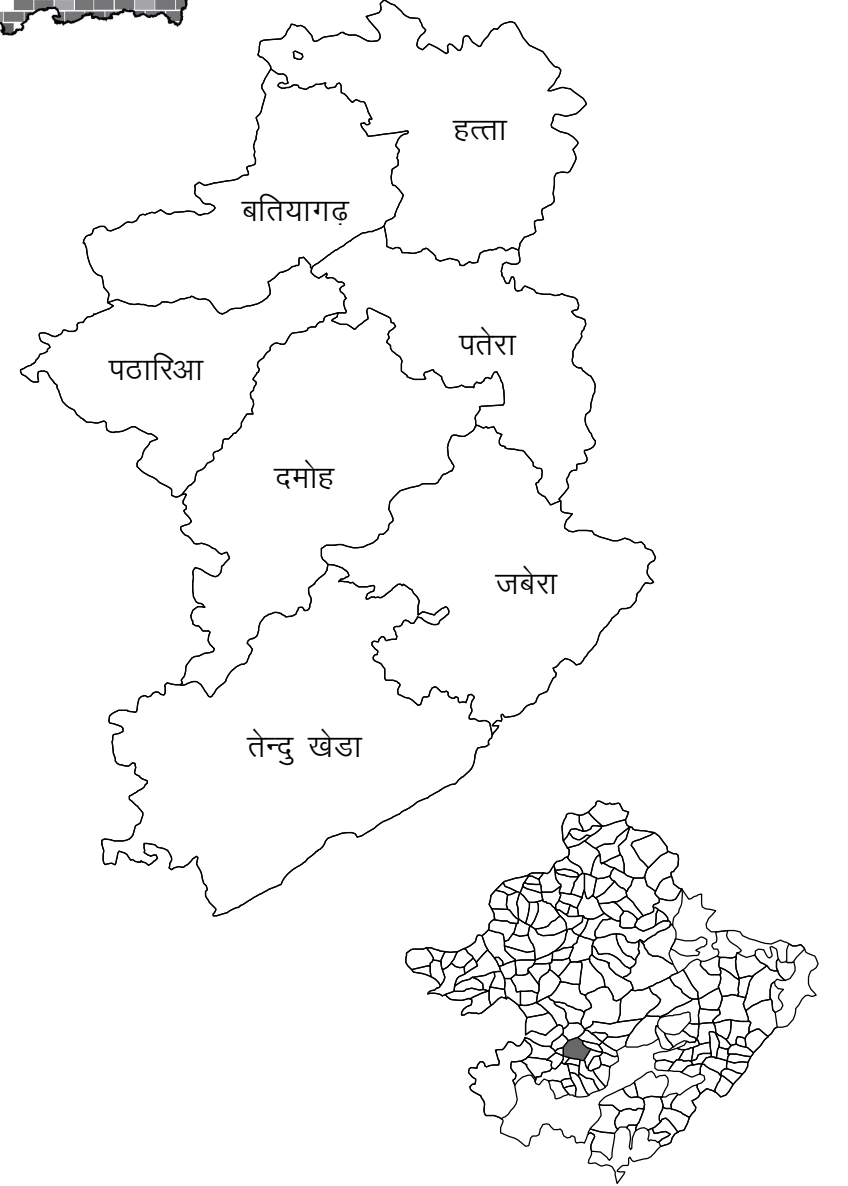 हत्ता
बतियागढ़
पतेरा
पठारिआ
दमोह
जबेरा
तेन्दु खेडा